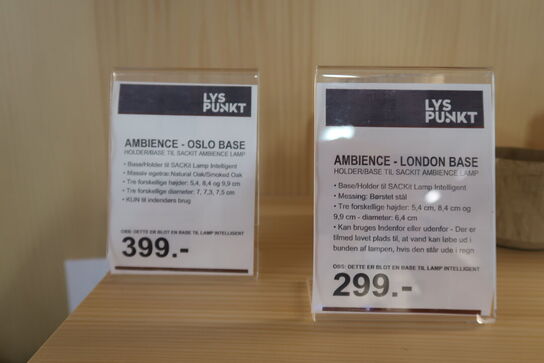 LYS
PUNKT
AMBIENCE - OSLO BASE
HOLDER/BASE TIL SACKIT AMBIENCE LAMP
• Base/Holder til SACKit Lamp Intelligent
• Massiv egetræ: Natural Oak/Smoked Oak
• Tre forskellige højder: 5,4, 8,4 og 9,9 cm
• Tre forskellige diameter: 7, 7,3, 7,5 cm
• KUN til indendørs brug
OBS: DETTE ER BLOT EN BASE TIL LAMP INTELLIGENT
399.-
LYS
PUNKT
AMBIENCE - LONDON BASE
HOLDER/BASE TIL SACKIT AMBIENCE LAMP
• Base/Holder til SACKit Lamp Intelligent
• Messing: Børstet stål
• Tre forskellige højder: 5,4 cm, 8,4 cm og
9,9 cm - diameter: 6,4 cm
• Kan bruges Indenfor eller udenfor - Der er
tilmed lavet plads til, at vand kan løbe ud i
bunden af lampen, hvis den står ude i regn
OBS: DETTE ER BLOT EN BASE TIL LAMP INTELLIGENT
299.-